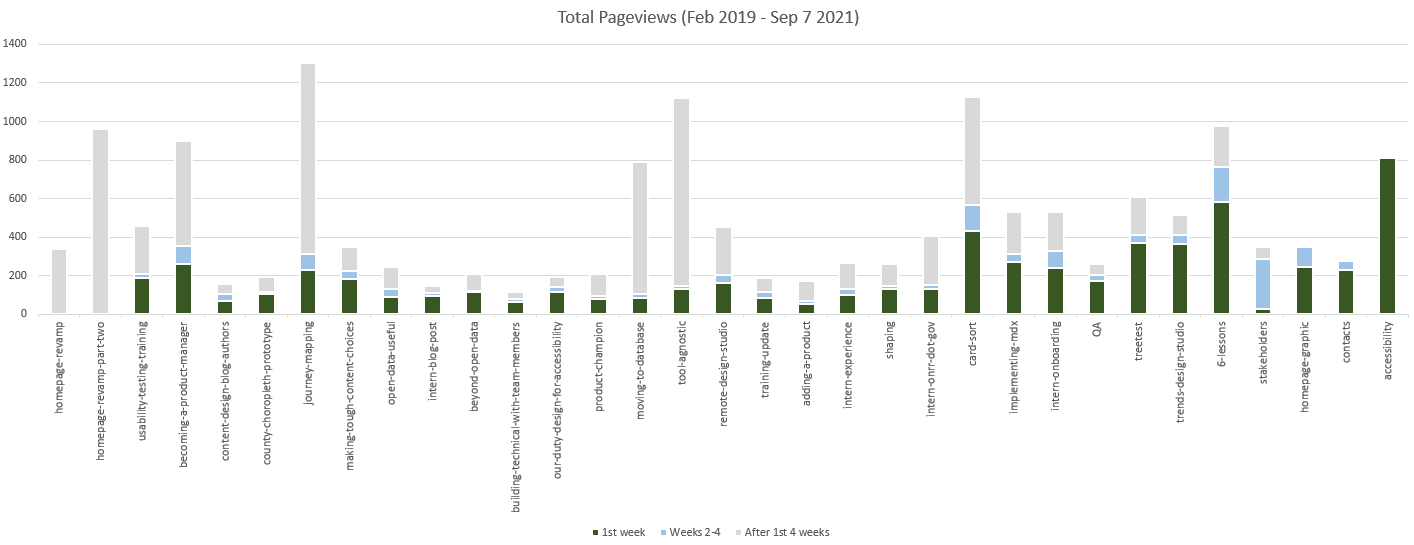 Total Pageviews (Feb 2019 - Sep 7 2021)
1400
1200
1000
800
600
400
200
0
homepage-revamp
homepage-revamp-part-two
usability-testing-training
becoming-a-product-manager
content-design-blog-authors
county-choropleth-prototype
journey-mapping
making-tough-content-choices
open-data-useful
intern-blog-post
beyond-open-data
building-technical-with-team-members
our-duty-design-for-accessibility
product-champion
moving-to-database
tool-agnostic
remote-design-studio
training-update
adding-a-product
intern-experience
shaping
intern-onrr-dot-gov
card-sort
implementing-mdx
intern-onboarding
QA
treetest
trends-design-studio
6-lessons
stakeholders
homepage-graphic
contacts
accessibility
1st week
Weeks 2-4
After 1st 4 weeks